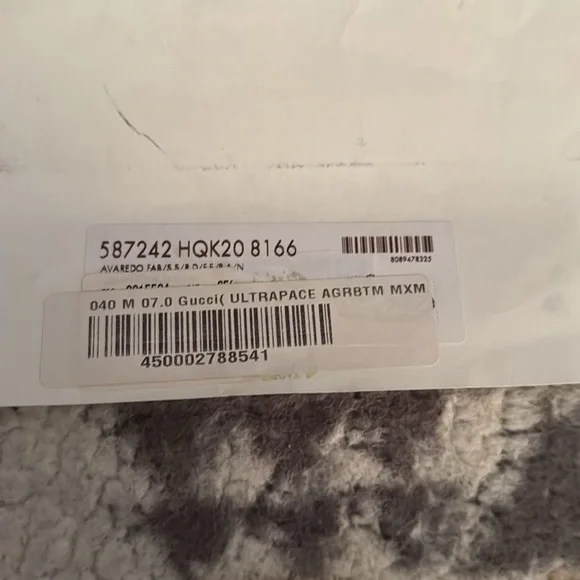 587242 HQK20 8166
8089478325
040 M 07.0 Gucci( ULTRAPACE AGRBTM MXM
450002788541